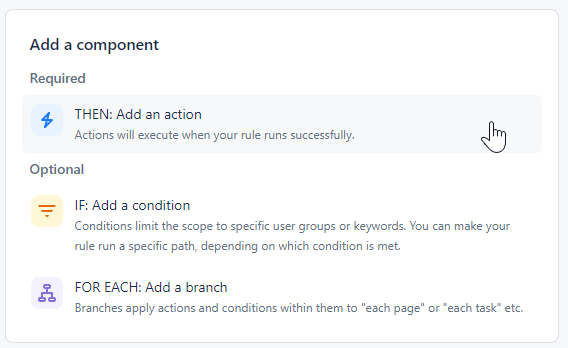 Add a component
Required
THEN: Add an action
Actions will execute when your rule runs successfully.
Optional
IF: Add a condition
Conditions limit the scope to specific user groups or keywords. You can make your
rule run a specific path, depending on which condition is met.
FOR EACH: Add a branch
Branches apply actions and conditions within them to "each page" or "each task" etc.